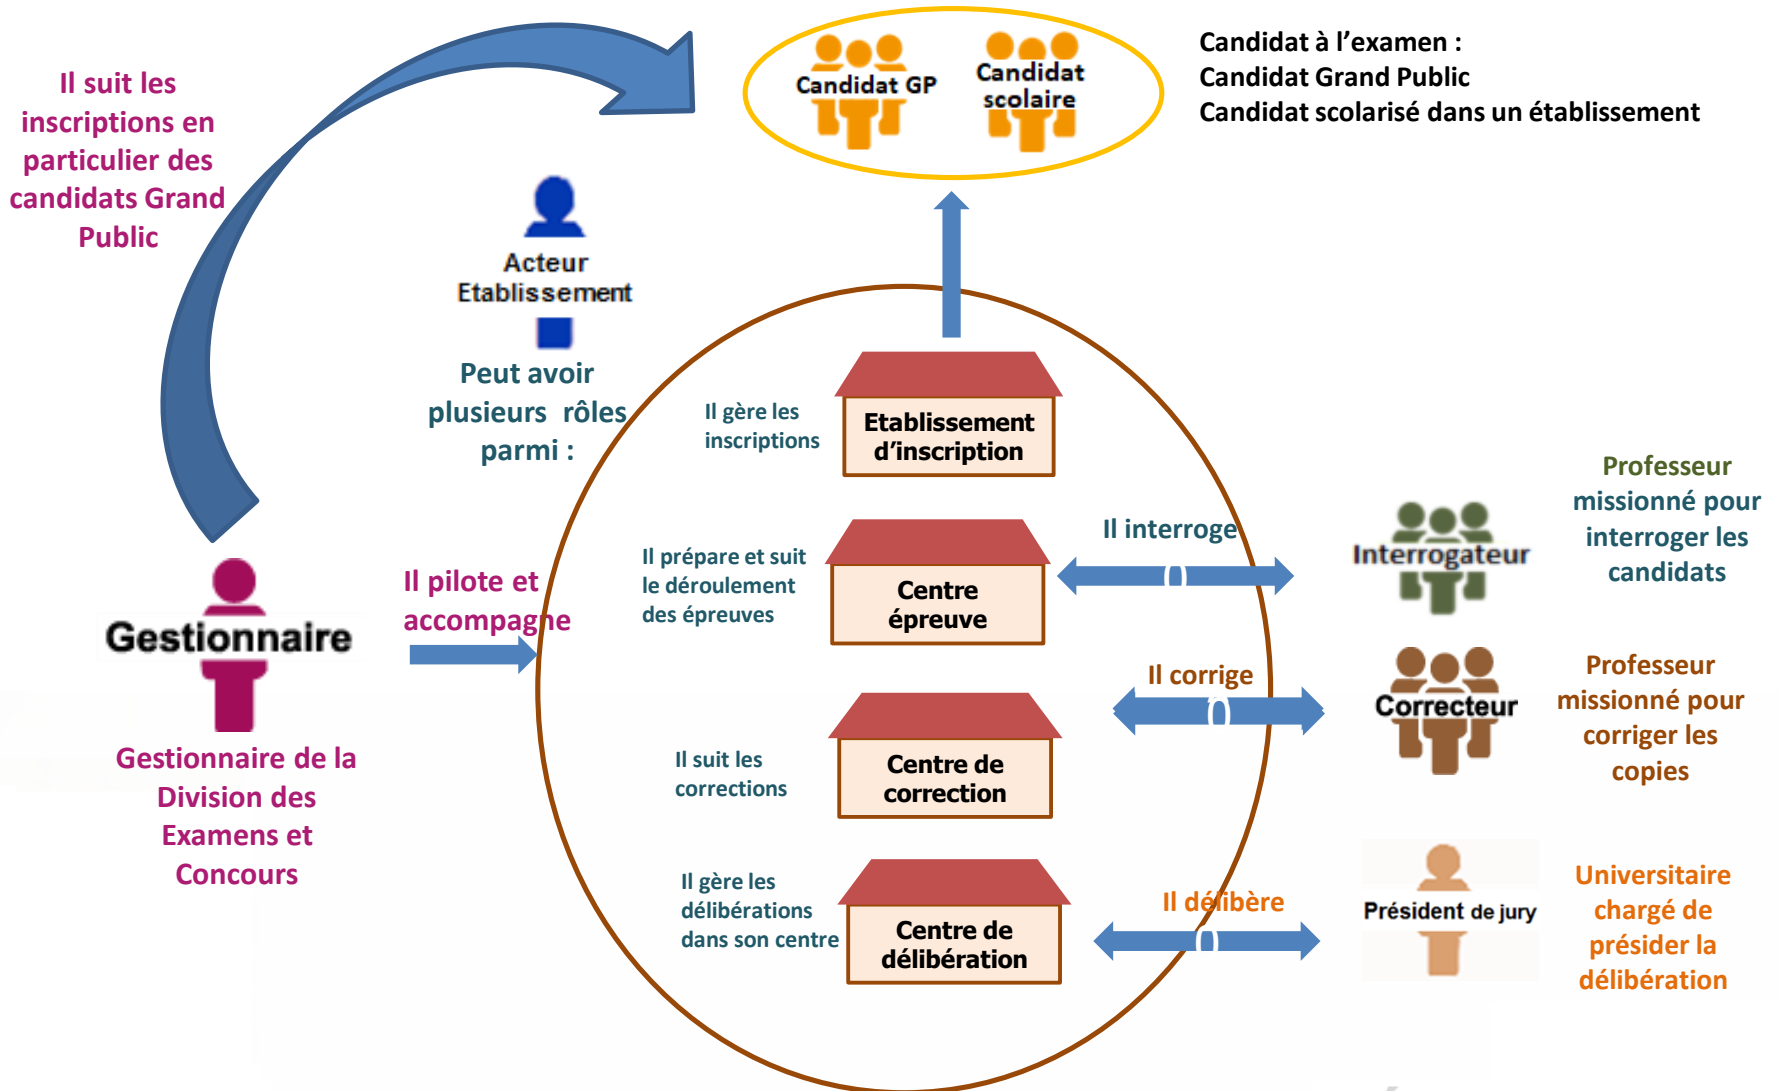 Il suit les
inscriptions en
particulier des
candidats Grand
Public
Candidat GP
Candidat
scolaire
Candidat à l’examen :
Candidat Grand Public
Candidat scolarisé dans un établissement
Acteur
Etablissement
Peut avoir
plusieurs rôles
parmi :
Il gère les
inscriptions
Etablissement
d’inscription
Il prépare et suit
le déroulement
des épreuves
Centre
épreuve
Il interroge
Interrogateur
Professeur
missionné pour
interroger les
candidats
Il pilote et
accompagne
Gestionnaire
Gestionnaire de la
Division des
Examens et
Concours
Il suit les
corrections
Centre de
correction
Il corrige
Correcteur
Professeur
missionné pour
corriger les
copies
Il gère les
délibérations
dans son centre
Centre de
délibération
Il délibère
Président de jury
Universitaire
chargé de
présider la
délibération